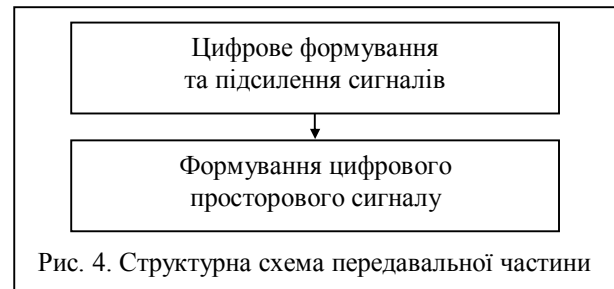 Цифрове формування
та підсилення сигналів
Формування цифрового
просторового сигналу
Рис. 4. Структурна схема передавальної частини